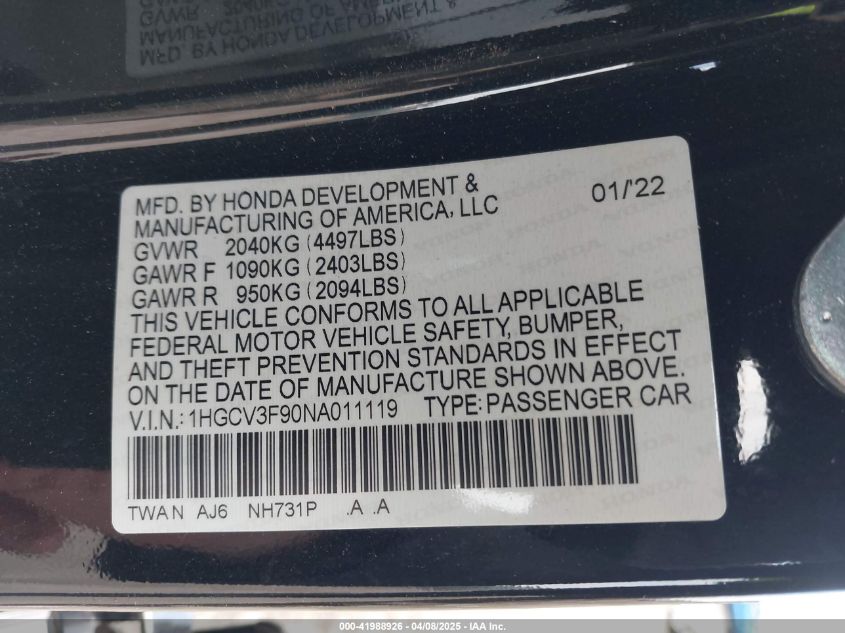 MFD. BY HONDA DEVELOPMENT &
MANUFACTURING OF AMERICA, LLC
01/'22
GVWR 2040KG (4497LBS)
GAWR F 1090KG (2403LBS)
GAWR R 950KG (2094LBS)
THIS VEHICLE CONFORMS TO ALL APPLICABLE
FEDERAL MOTOR VEHICLE SAFETY, BUMPER,
AND THEFT PREVENTION STANDARDS IN EFFECT
ON THE DATE OF MANUFACTURE SHOWN ABOVE.
V.I.N.: 1HGCV3F90NA011119 TYPE: PASSENGER CAR
TWA N AJ6 NH731P .A .A
000-41988926 - 04/08/2025 - IAA Inc.